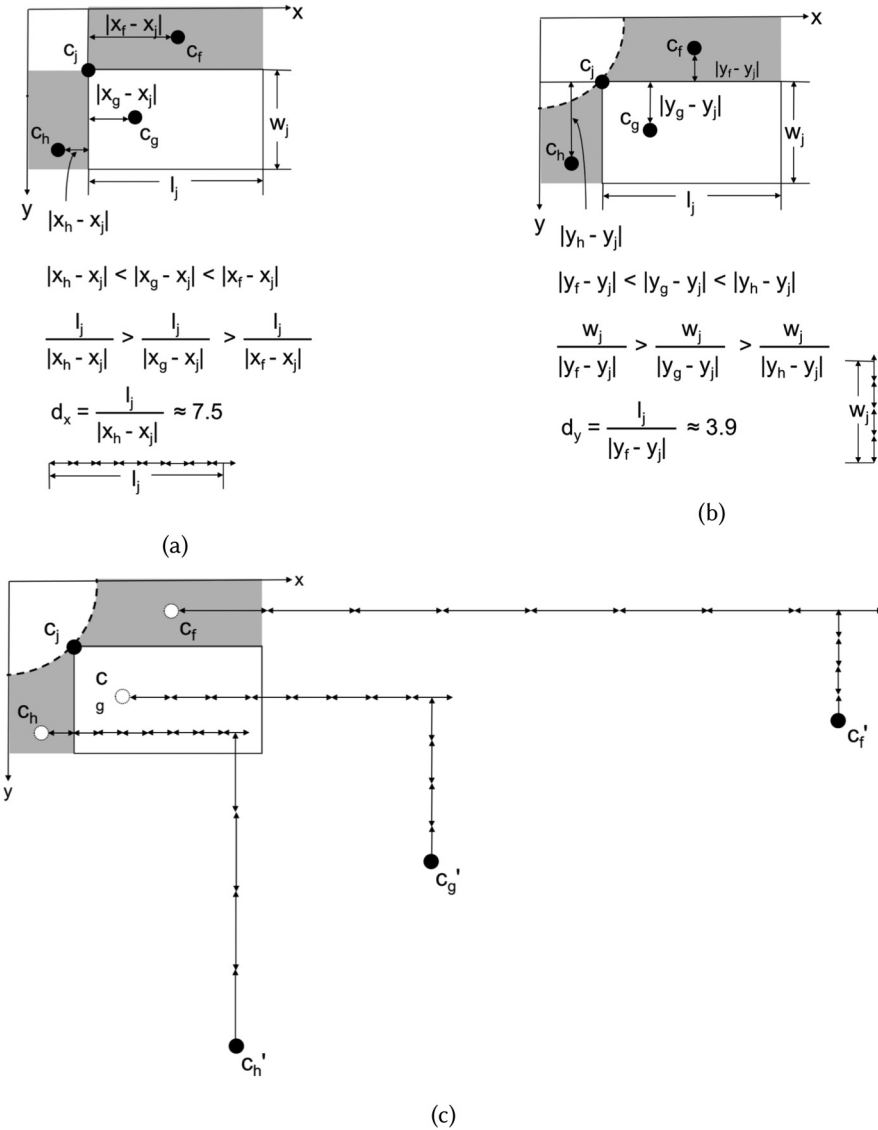 x
|x_f - x_j|
c_j
c_f
|x_g - x_j|
c_g
w_j
c_h
l_j
y
|x_h - x_j|
|x_h - x_j| < |x_g - x_j| < |x_f - x_j|
l_j / |x_h - x_j| > l_j / |x_g - x_j| > l_j / |x_f - x_j|
d_x = l_j / |x_h - x_j| ≈ 7.5
l_j
(a)
x
c_f
c_j
|y_f - y_j|
|y_g - y_j|
c_g
w_j
c_h
l_j
y
|y_h - y_j|
|y_f - y_j| < |y_g - y_j| < |y_h - y_j|
w_j / |y_f - y_j| > w_j / |y_g - y_j| > w_j / |y_h - y_j|
w_j
d_y = l_j / |y_f - y_j| ≈ 3.9
(b)
x
c_f
c_j
c
g
c_h
y
c_f'
c_g'
c_h'
(c)